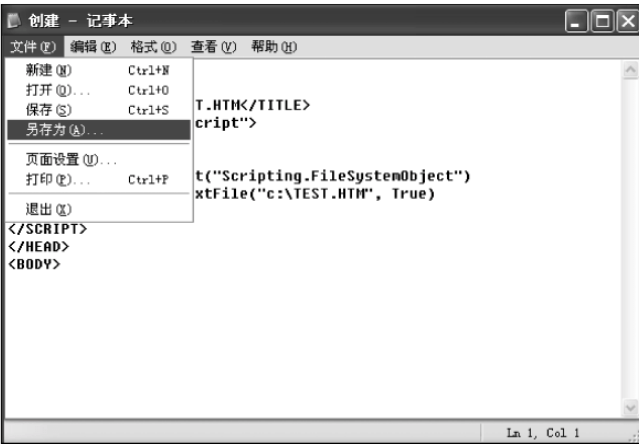 创建 - 记事本
文件(F) 编辑(E) 格式(O) 查看(V) 帮助(H)
新建(N) Ctrl+N
打开(O)... Ctrl+O
保存(S) Ctrl+S
另存为(A)...
页面设置(U)...
打印(P)... Ctrl+P
退出(X)
T.HTM</TITLE>
cript">
t("Scripting.FileSystemObject")
xtFile("c:\TEST.HTM", True)
</SCRIPT>
</HEAD>
<BODY>
Ln 1, Col 1